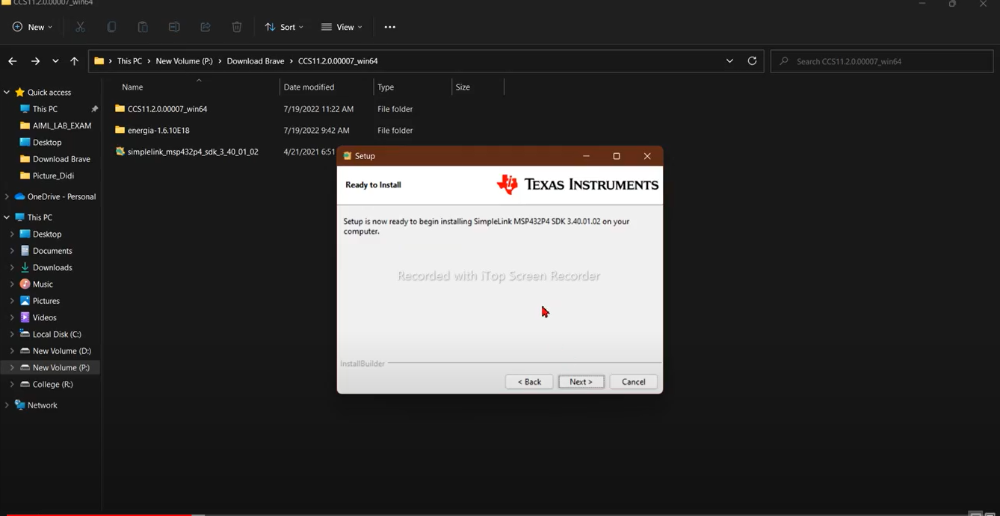 CCS11.2.0.00007_win64
New
Sort
View
This PC > New Volume (P:) > Download Brave > CCS11.2.0.00007_win64
Search CCS11.2.0.00007_win64
Name
Date modified
Type
Size
Quick access
This PC
AIML_LAB_EXAM
Desktop
Download Brave
Picture_Didi
OneDrive - Personal
This PC
Desktop
Documents
Downloads
Music
Pictures
Videos
Local Disk (C:)
New Volume (D:)
New Volume (P:)
College (R:)
Network
CCS11.2.0.00007_win64 7/19/2022 11:22 AM File folder
energia-1.6.10E18 7/19/2022 9:42 AM File folder
simplelink_msp432p4_sdk_3_40_01_02 4/21/2021 6:51
Setup
Ready to Install
TEXAS INSTRUMENTS
Setup is now ready to begin installing SimpleLink MSP432P4 SDK 3.40.01.02 on your
computer.
Recorded with iTop Screen Recorder
InstallBuilder
< Back
Next >
Cancel